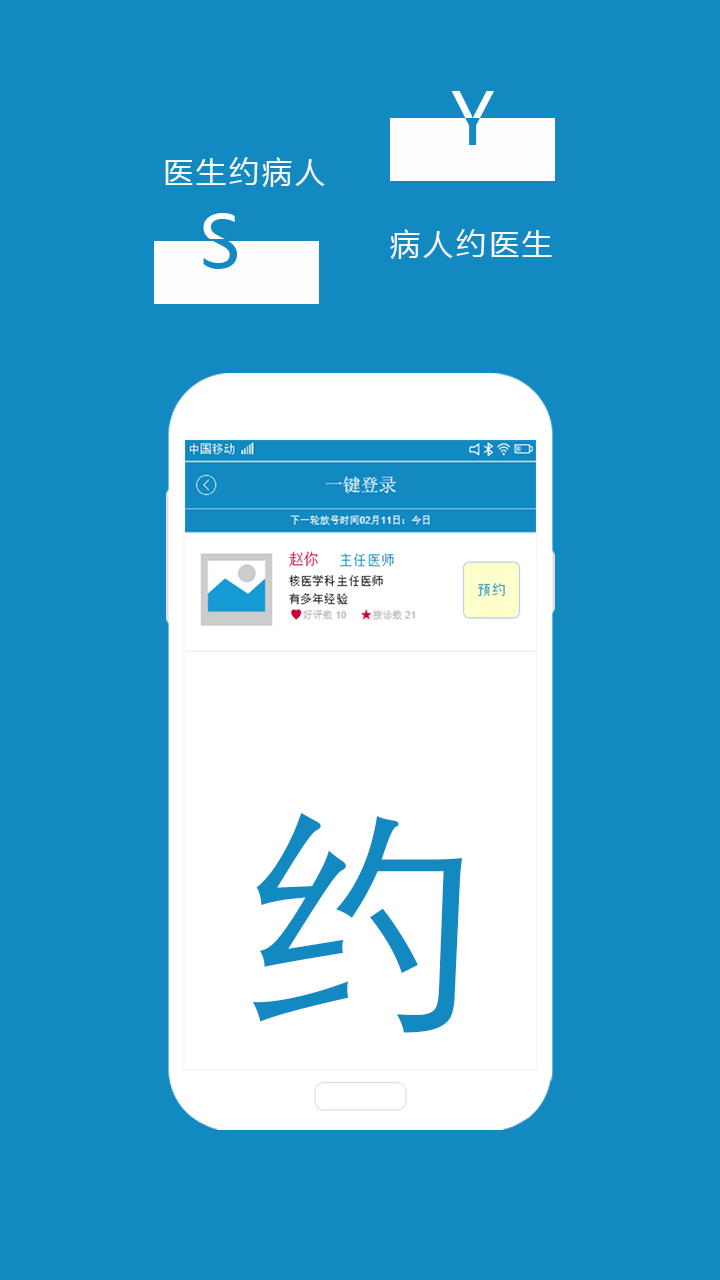 Y
医生约病人
S
病人约医生
中国移动
一键登录
下一轮放号时间02月11日：今日
赵你 主任医师
核医学科主任医师
有多年经验
预约
好评数 10 接诊数 21
约